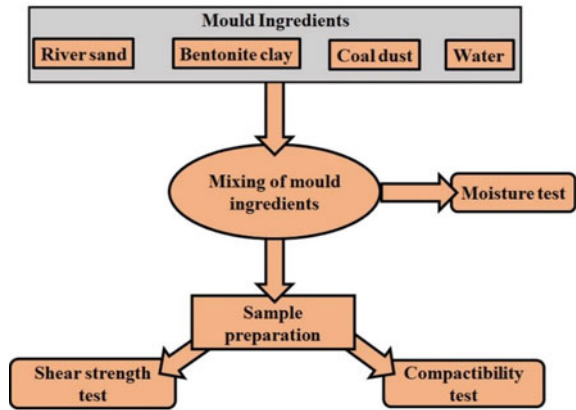 Mould Ingredients
River sand
Bentonite clay
Coal dust
Water
Mixing of mould
ingredients
Moisture test
Sample
preparation
Shear strength
test
Compactibility
test